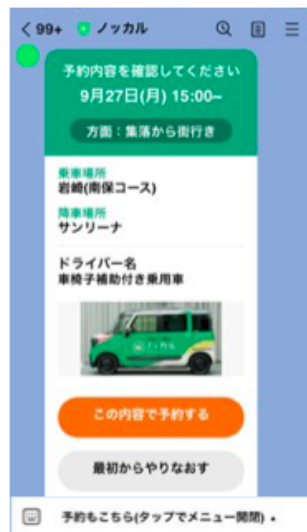 99+ ノッカル
予約内容を確認してください
9月27日(月) 15:00~
方面：集落から街行き
乗車場所
岩崎(南保コース)
降車場所
サンリーナ
ドライバー名
車椅子補助付き乗用車
ノッカル
この内容で予約する
最初からやりなおす
予約もこちら(タップでメニュー開閉)